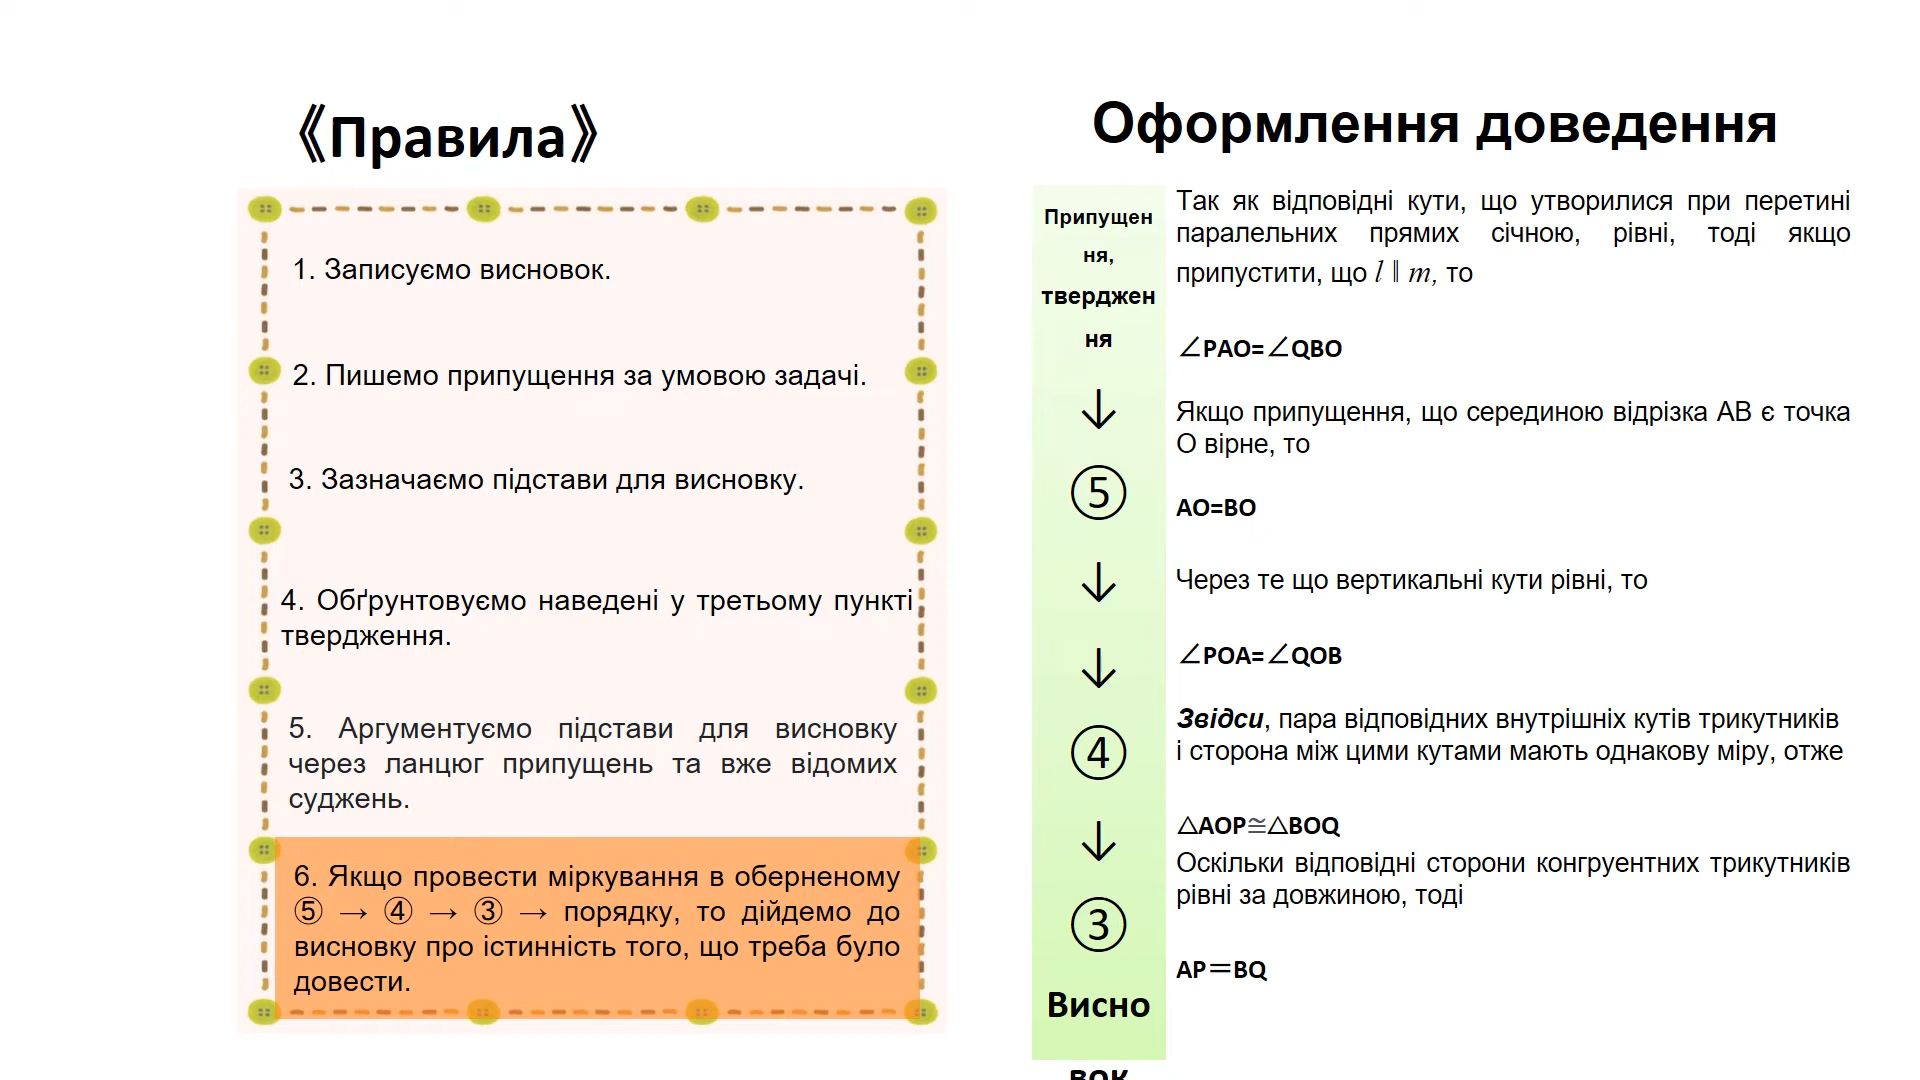 《Правила》
1. Записуємо висновок.
2. Пишемо припущення за умовою задачі.
3. Зазначаємо підстави для висновку.
4. Обґрунтовуємо наведені у третьому пункті
твердження.
5. Аргументуємо підстави для висновку
через ланцюг припущень та вже відомих
суджень.
6. Якщо провести міркування в оберненому
⑤ → ④ → ③ → порядку, то дійдемо до
висновку про істинність того, що треба було
довести.
Оформлення доведення
Припущен
ня,
тверджен
ня
↓
⑤
↓
↓
④
↓
③
Висно
вок
Так як відповідні кути, що утворилися при перетині
паралельних прямих січною, рівні, тоді якщо
припустити, що l ∥ m, то
∠PAO=∠QBO
Якщо припущення, що серединою відрізка АВ є точка
О вірне, то
AO=BO
Через те що вертикальні кути рівні, то
∠POA=∠QOB
Звідси, пара відповідних внутрішніх кутів трикутників
і сторона між цими кутами мають однакову міру, отже
△AOP≅△BOQ
Оскільки відповідні сторони конгруентних трикутників
рівні за довжиною, тоді
AP＝BQ